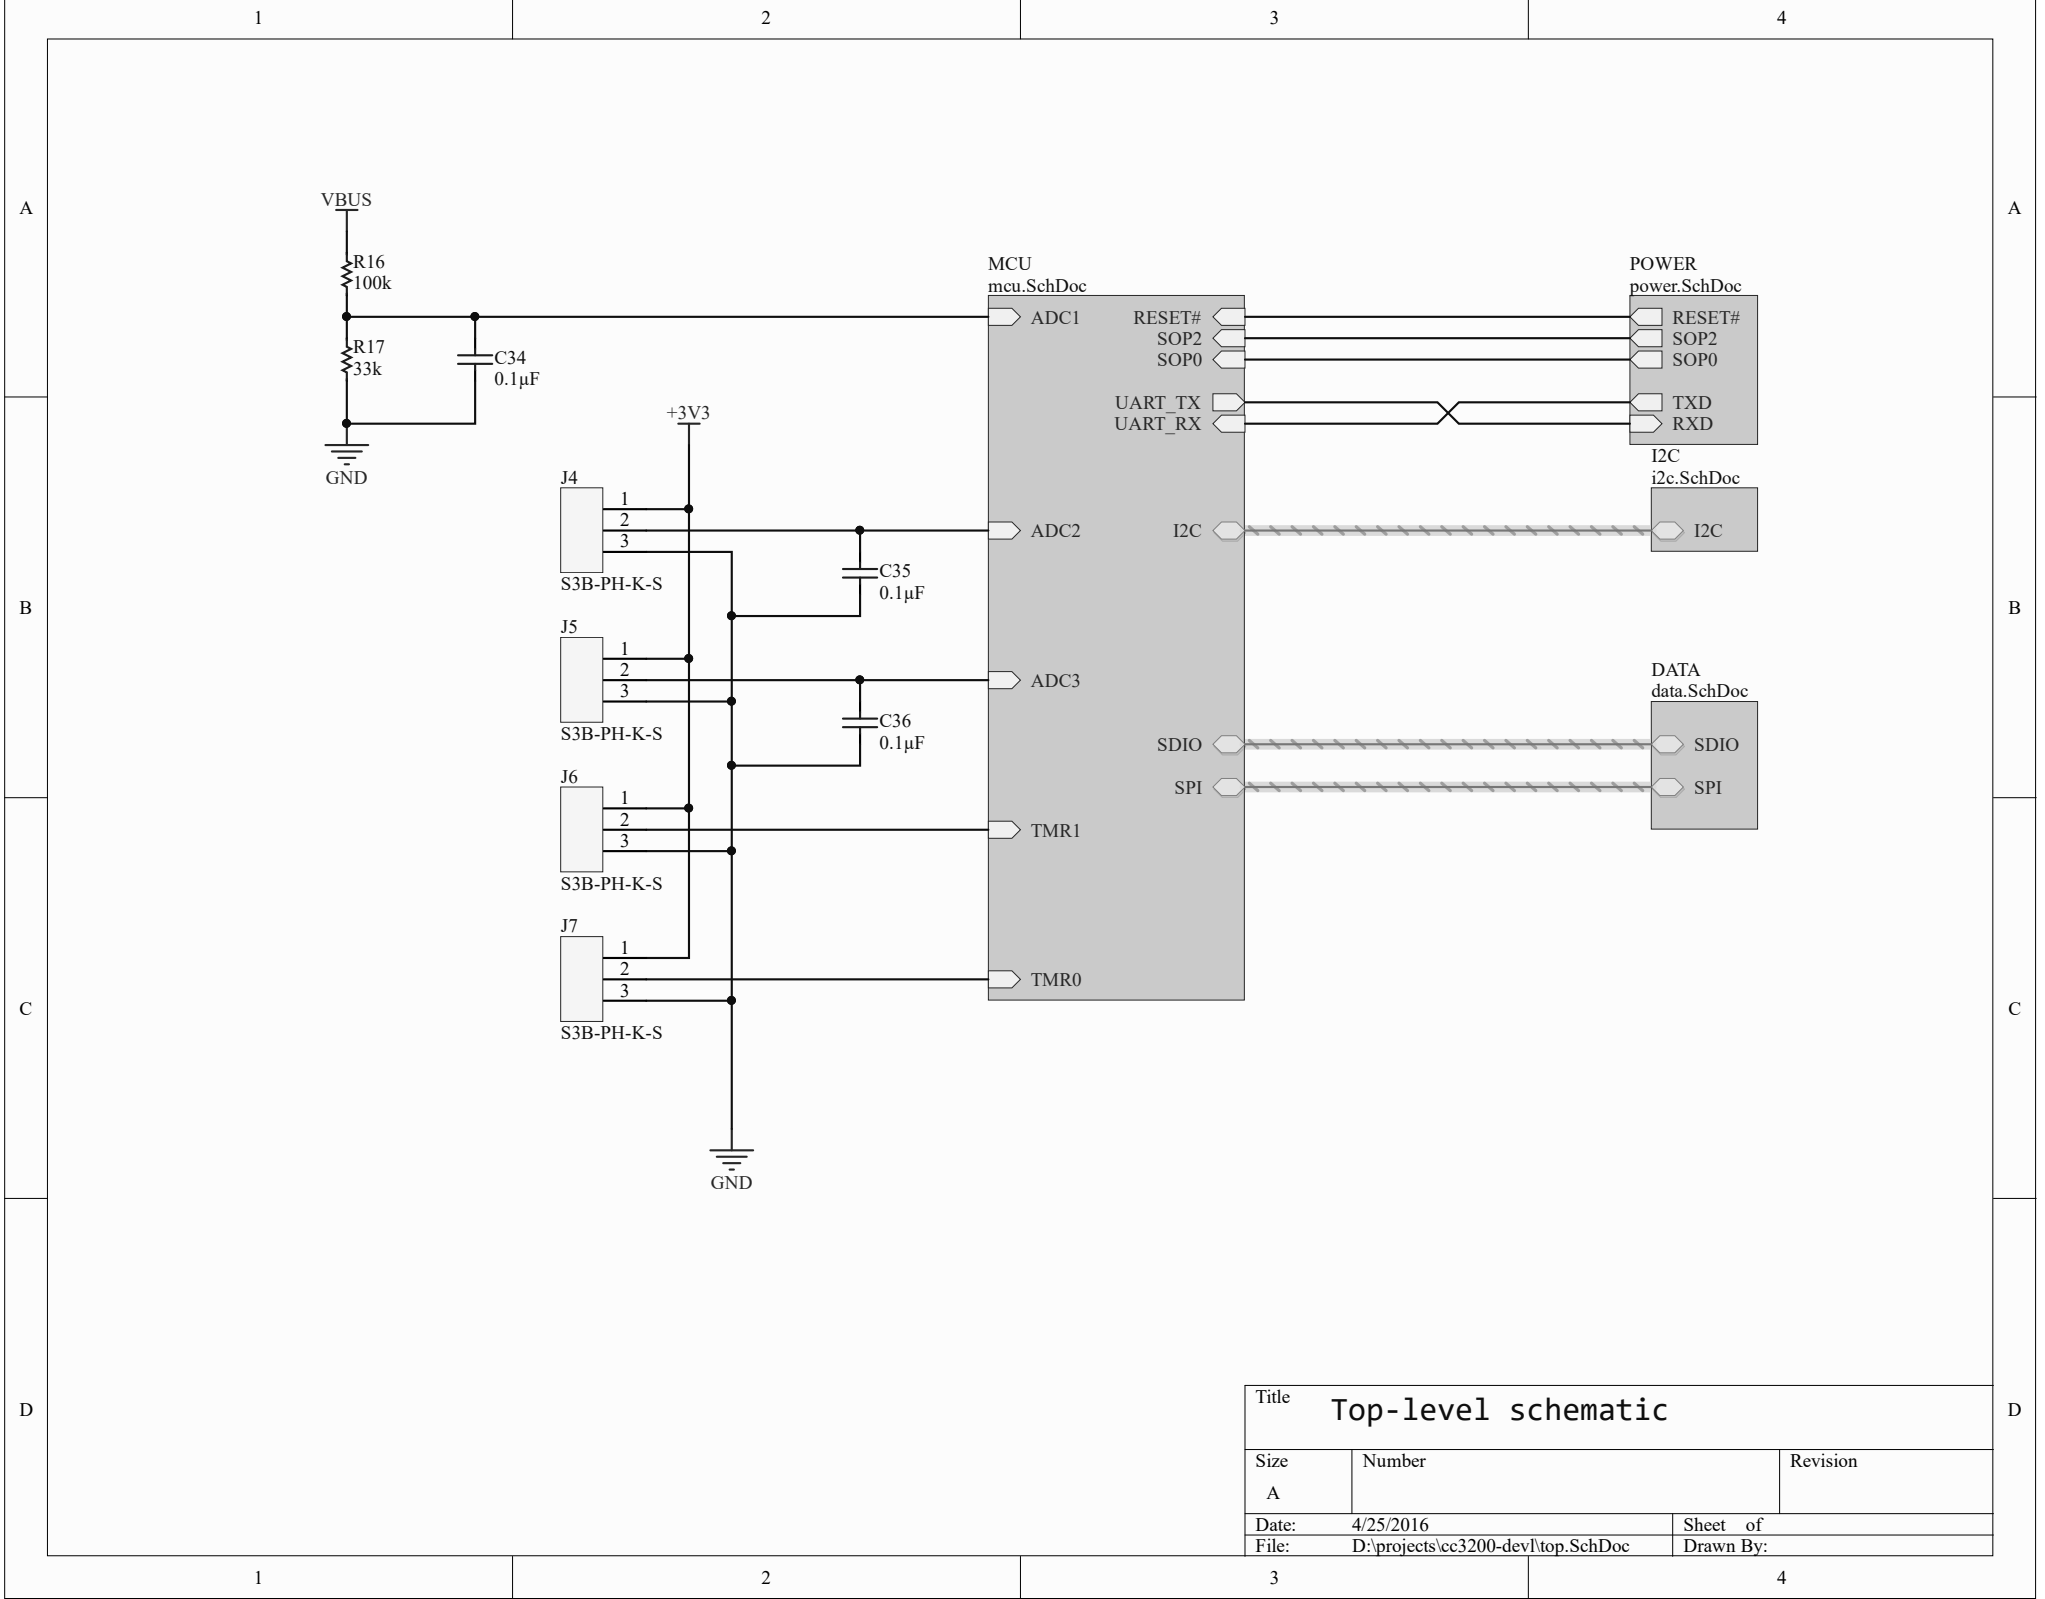 1 2 3 4
A A
VBUS
R16
100k
R17
33k
C34
0.1µF
GND
MCU
mcu.SchDoc
ADC1
RESET#
SOP2
SOP0
UART_TX
UART_RX
ADC2
I2C
ADC3
SDIO
SPI
TMR1
TMR0
POWER
power.SchDoc
RESET#
SOP2
SOP0
TXD
RXD
I2C
i2c.SchDoc
I2C
DATA
data.SchDoc
SDIO
SPI
+3V3
B B
J4
1
2
3
S3B-PH-K-S
C35
0.1µF
J5
1
2
3
S3B-PH-K-S
C36
0.1µF
J6
1
2
3
S3B-PH-K-S
J7
1
2
3
S3B-PH-K-S
C C
GND
D D
Title Top-level schematic
Size Number Revision
A
Date: 4/25/2016 Sheet of
File: D:\projects\cc3200-devl\top.SchDoc Drawn By:
1 2 3 4